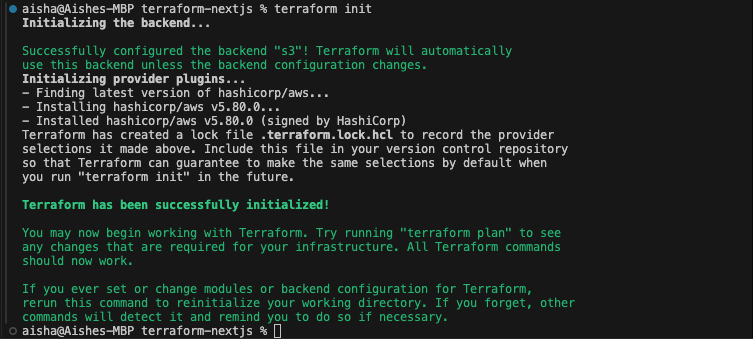 aisha@Aishes-MBP terraform-nextjs % terraform init
Initializing the backend...
Successfully configured the backend "s3"! Terraform will automatically
use this backend unless the backend configuration changes.
Initializing provider plugins...
- Finding latest version of hashicorp/aws...
- Installing hashicorp/aws v5.80.0...
- Installed hashicorp/aws v5.80.0 (signed by HashiCorp)
Terraform has created a lock file .terraform.lock.hcl to record the provider
selections it made above. Include this file in your version control repository
so that Terraform can guarantee to make the same selections by default when
you run "terraform init" in the future.
Terraform has been successfully initialized!
You may now begin working with Terraform. Try running "terraform plan" to see
any changes that are required for your infrastructure. All Terraform commands
should now work.
If you ever set or change modules or backend configuration for Terraform,
rerun this command to reinitialize your working directory. If you forget, other
commands will detect it and remind you to do so if necessary.
aisha@Aishes-MBP terraform-nextjs %